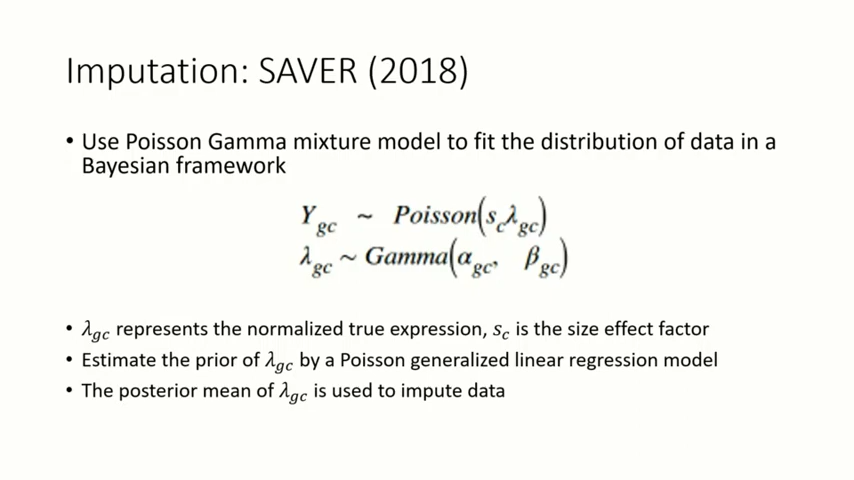 Imputation: SAVER (2018)
• Use Poisson Gamma mixture model to fit the distribution of data in a
Bayesian framework
Y_gc ~ Poisson(s_c λ_gc)
λ_gc ~ Gamma(α_gc, β_gc)
• λ_gc represents the normalized true expression, s_c is the size effect factor
• Estimate the prior of λ_gc by a Poisson generalized linear regression model
• The posterior mean of λ_gc is used to impute data